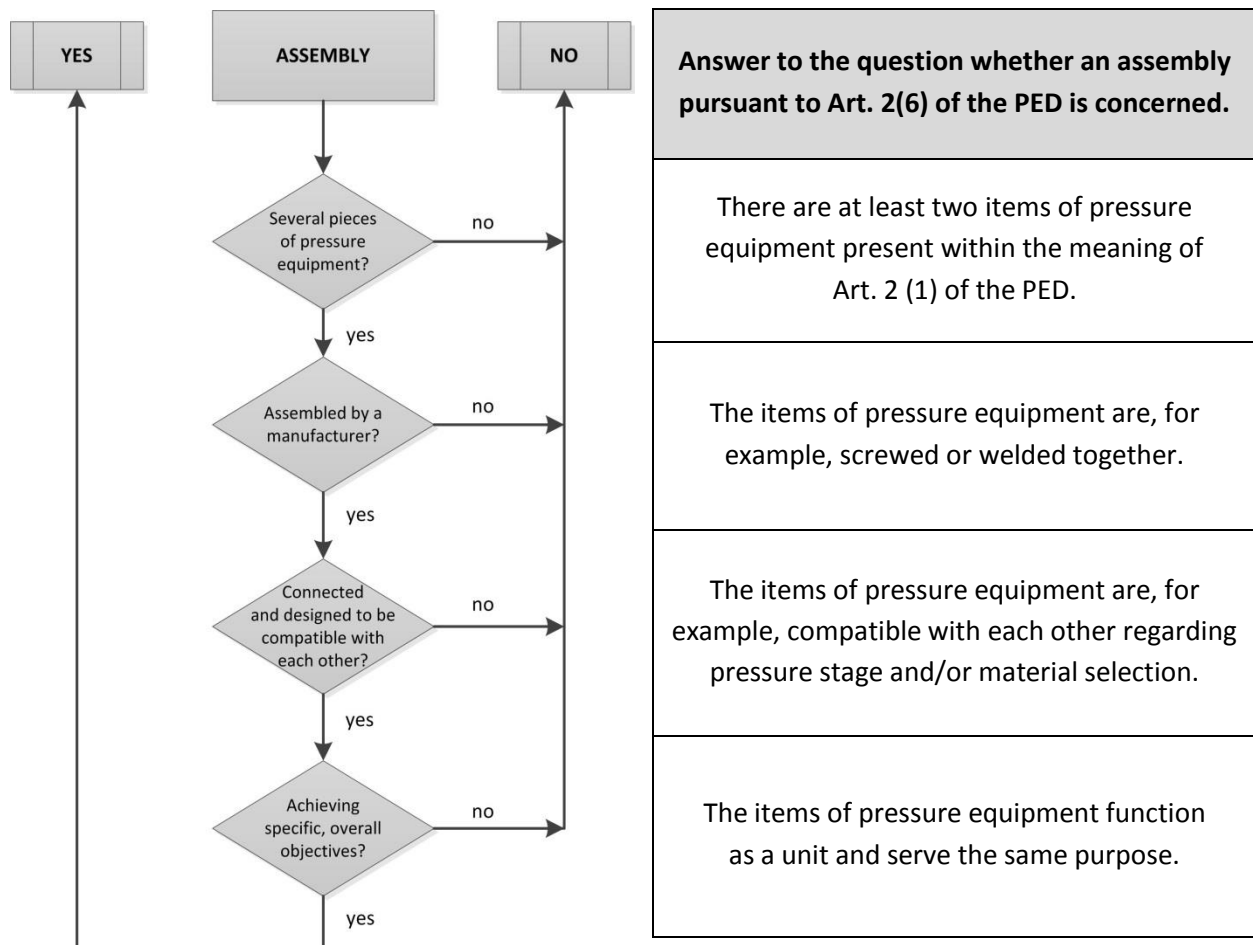 YES
ASSEMBLY
NO
Several pieces
of pressure
equipment?
no
yes
Assembled by a
manufacturer?
no
yes
Connected
and designed to be
compatible with
each other?
no
yes
Achieving
specific, overall
objectives?
no
yes
Answer to the question whether an assembly
pursuant to Art. 2(6) of the PED is concerned.
There are at least two items of pressure
equipment present within the meaning of
Art. 2 (1) of the PED.
The items of pressure equipment are, for
example, screwed or welded together.
The items of pressure equipment are, for
example, compatible with each other regarding
pressure stage and/or material selection.
The items of pressure equipment function
as a unit and serve the same purpose.